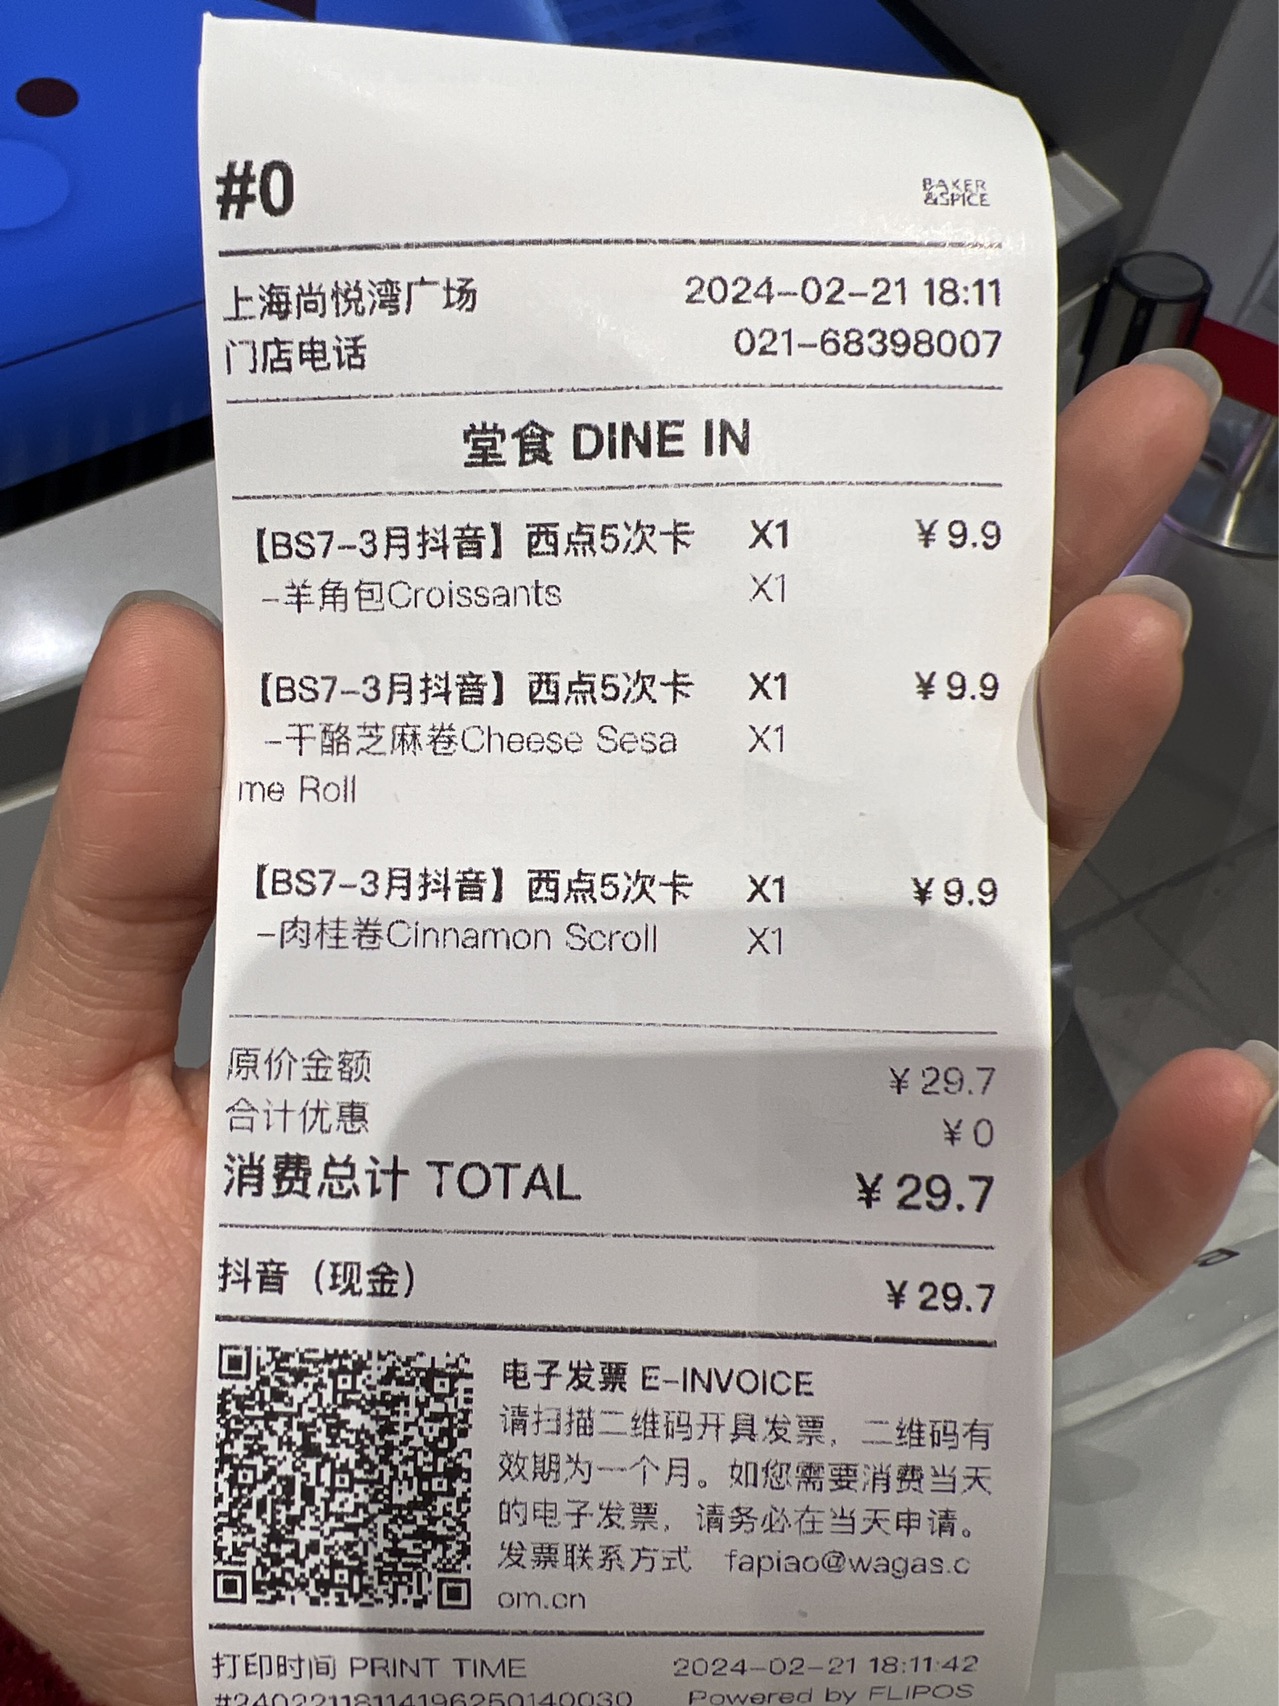 #0
BAKER
&SPICE
上海尚悦湾广场 2024-02-21 18:11
门店电话 021-68398007
堂食 DINE IN
【BS7-3月抖音】西点5次卡 X1 ¥9.9
-羊角包Croissants X1
【BS7-3月抖音】西点5次卡 X1 ¥9.9
-干酪芝麻卷Cheese Sesa X1
me Roll
【BS7-3月抖音】西点5次卡 X1 ¥9.9
-肉桂卷Cinnamon Scroll X1
原价金额 ¥29.7
合计优惠 ¥0
消费总计 TOTAL ¥29.7
抖音（现金） ¥29.7
电子发票 E-INVOICE
请扫描二维码开具发票，二维码有
效期为一个月。如您需要消费当天
的电子发票，请务必在当天申请。
发票联系方式 fapiao@wagas.c
om.cn
打印时间 PRINT TIME 2024-02-21 18:11:42
#24022118114196250140030 Powered by FLIPOS